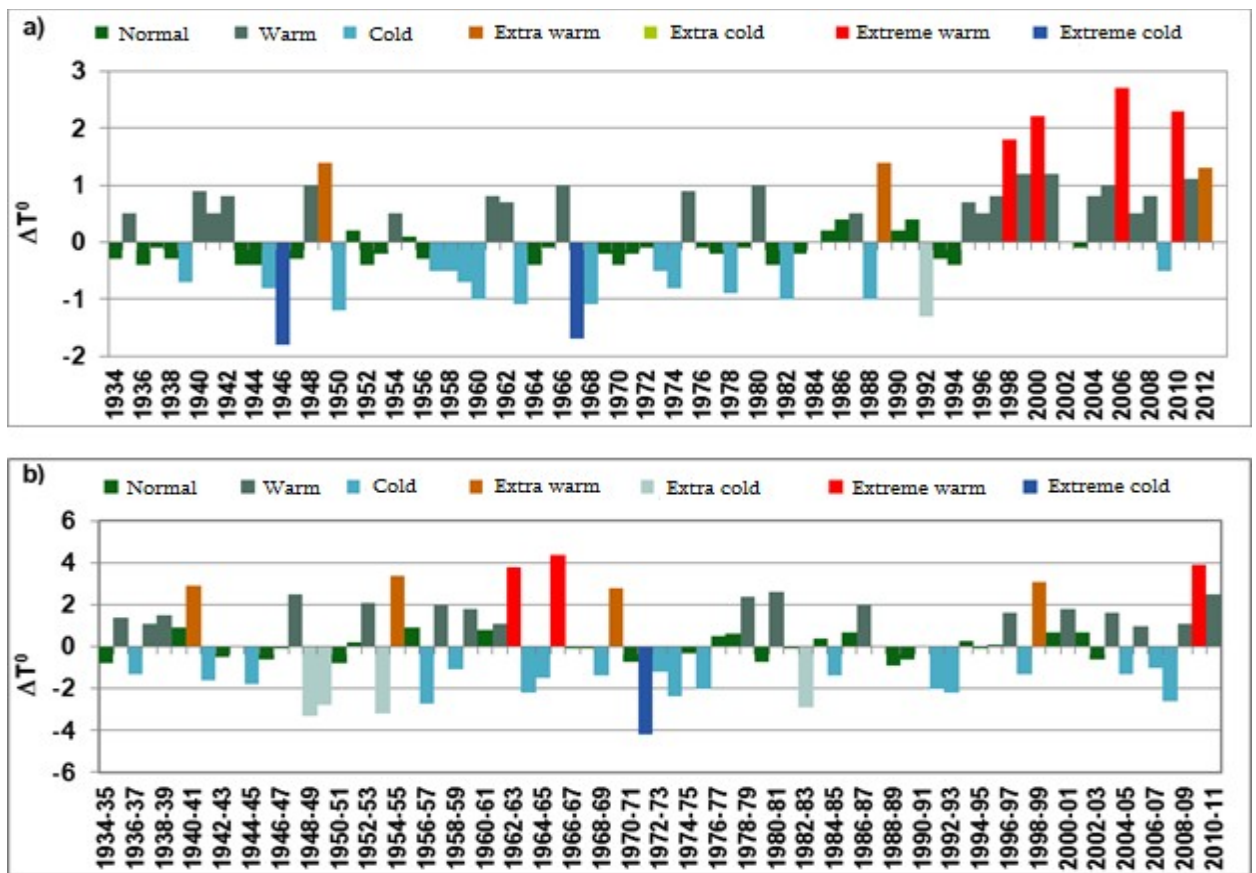 a)
Normal Warm Cold Extra warm Extra cold Extreme warm Extreme cold
3
2
1
0
-1
-2
ΔT⁰
1934 1936 1938 1940 1942 1944 1946 1948 1950 1952 1954 1956 1958 1960 1962 1964 1966 1968 1970 1972 1974 1976 1978 1980 1982 1984 1986 1988 1990 1992 1994 1996 1998 2000 2002 2004 2006 2008 2010 2012
b)
Normal Warm Cold Extra warm Extra cold Extreme warm Extreme cold
6
4
2
0
-2
-4
-6
ΔT⁰
1934-35 1936-37 1938-39 1940-41 1942-43 1944-45 1946-47 1948-49 1950-51 1952-53 1954-55 1956-57 1958-59 1960-61 1962-63 1964-65 1966-67 1968-69 1970-71 1972-73 1974-75 1976-77 1978-79 1980-81 1982-83 1984-85 1986-87 1988-89 1990-91 1992-93 1994-95 1996-97 1998-99 2000-01 2002-03 2004-05 2006-07 2008-09 2010-11